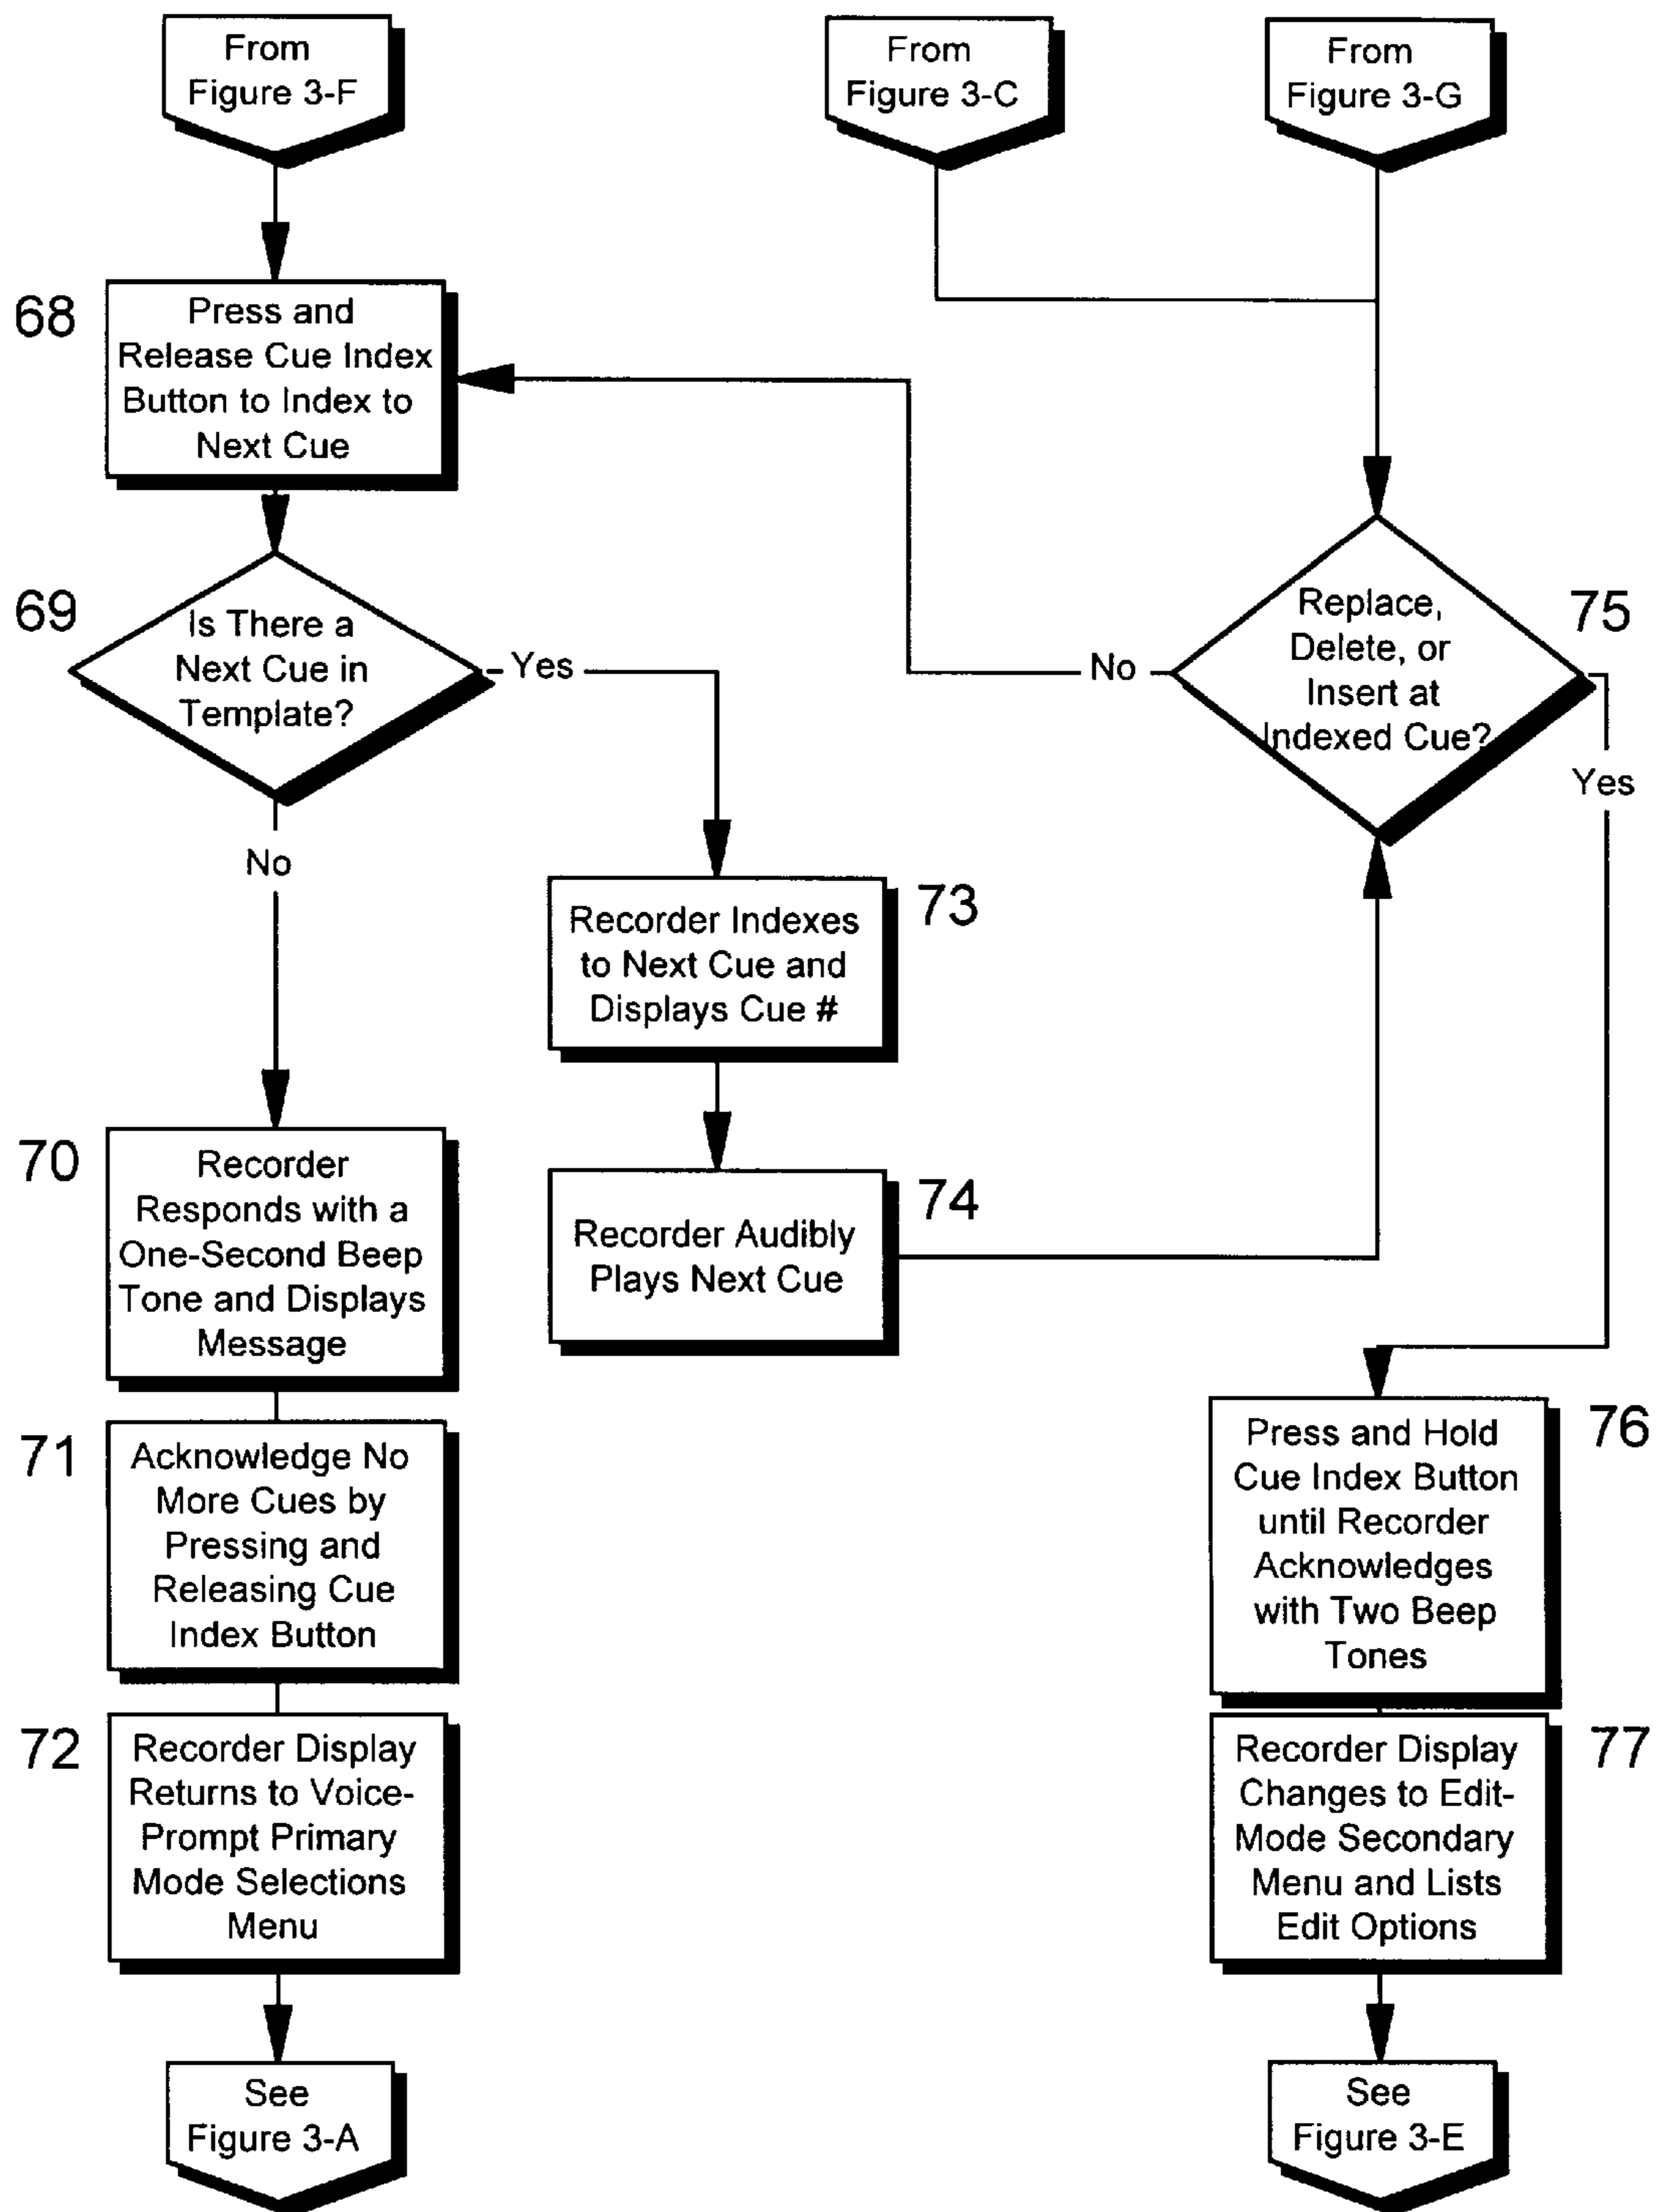 From
Figure 3-F
From
Figure 3-C
From
Figure 3-G
68
Press and
Release Cue Index
Button to Index to
Next Cue
69
Is There a
Next Cue in
Template?
Yes
No
Replace,
Delete, or
Insert at
Indexed Cue?
75
No
Yes
Recorder Indexes
to Next Cue and
Displays Cue #
73
Recorder Audibly
Plays Next Cue
74
70
Recorder
Responds with a
One-Second Beep
Tone and Displays
Message
71
Acknowledge No
More Cues by
Pressing and
Releasing Cue
Index Button
72
Recorder Display
Returns to Voice-
Prompt Primary
Mode Selections
Menu
See
Figure 3-A
Press and Hold
Cue Index Button
until Recorder
Acknowledges
with Two Beep
Tones
76
Recorder Display
Changes to Edit-
Mode Secondary
Menu and Lists
Edit Options
77
See
Figure 3-E